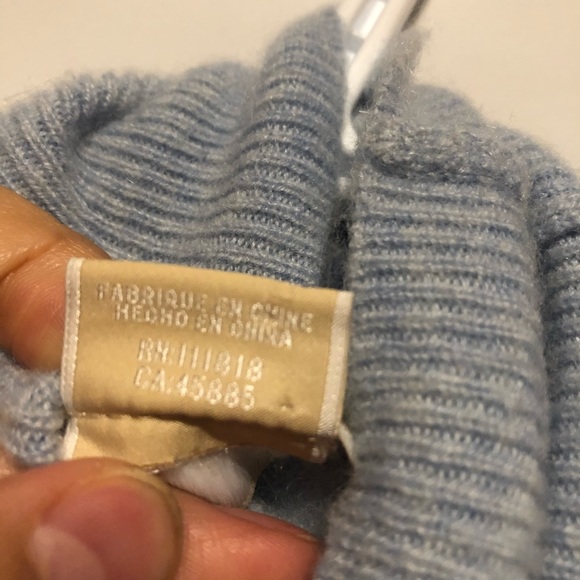 FABRIQUE EN CHINE
HECHO EN CHINA
RN:111818
CA:45885